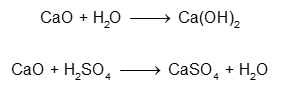 CaO + H₂O ⟶ Ca(OH)₂
CaO + H₂SO₄ ⟶ CaSO₄ + H₂O